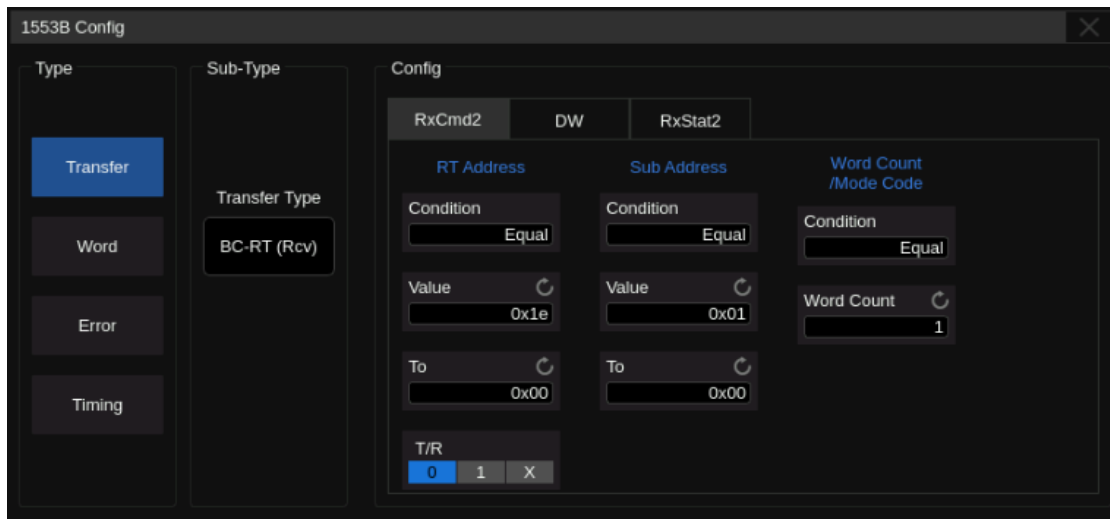 1553B Config
Type
Transfer
Word
Error
Timing
Sub-Type
Transfer Type
BC-RT (Rcv)
Config
RxCmd2 DW RxStat2
RT Address
Condition
Equal
Value
0x1e
To
0x00
T/R
0 1 X
Sub Address
Condition
Equal
Value
0x01
To
0x00
Word Count
/Mode Code
Condition
Equal
Word Count
1